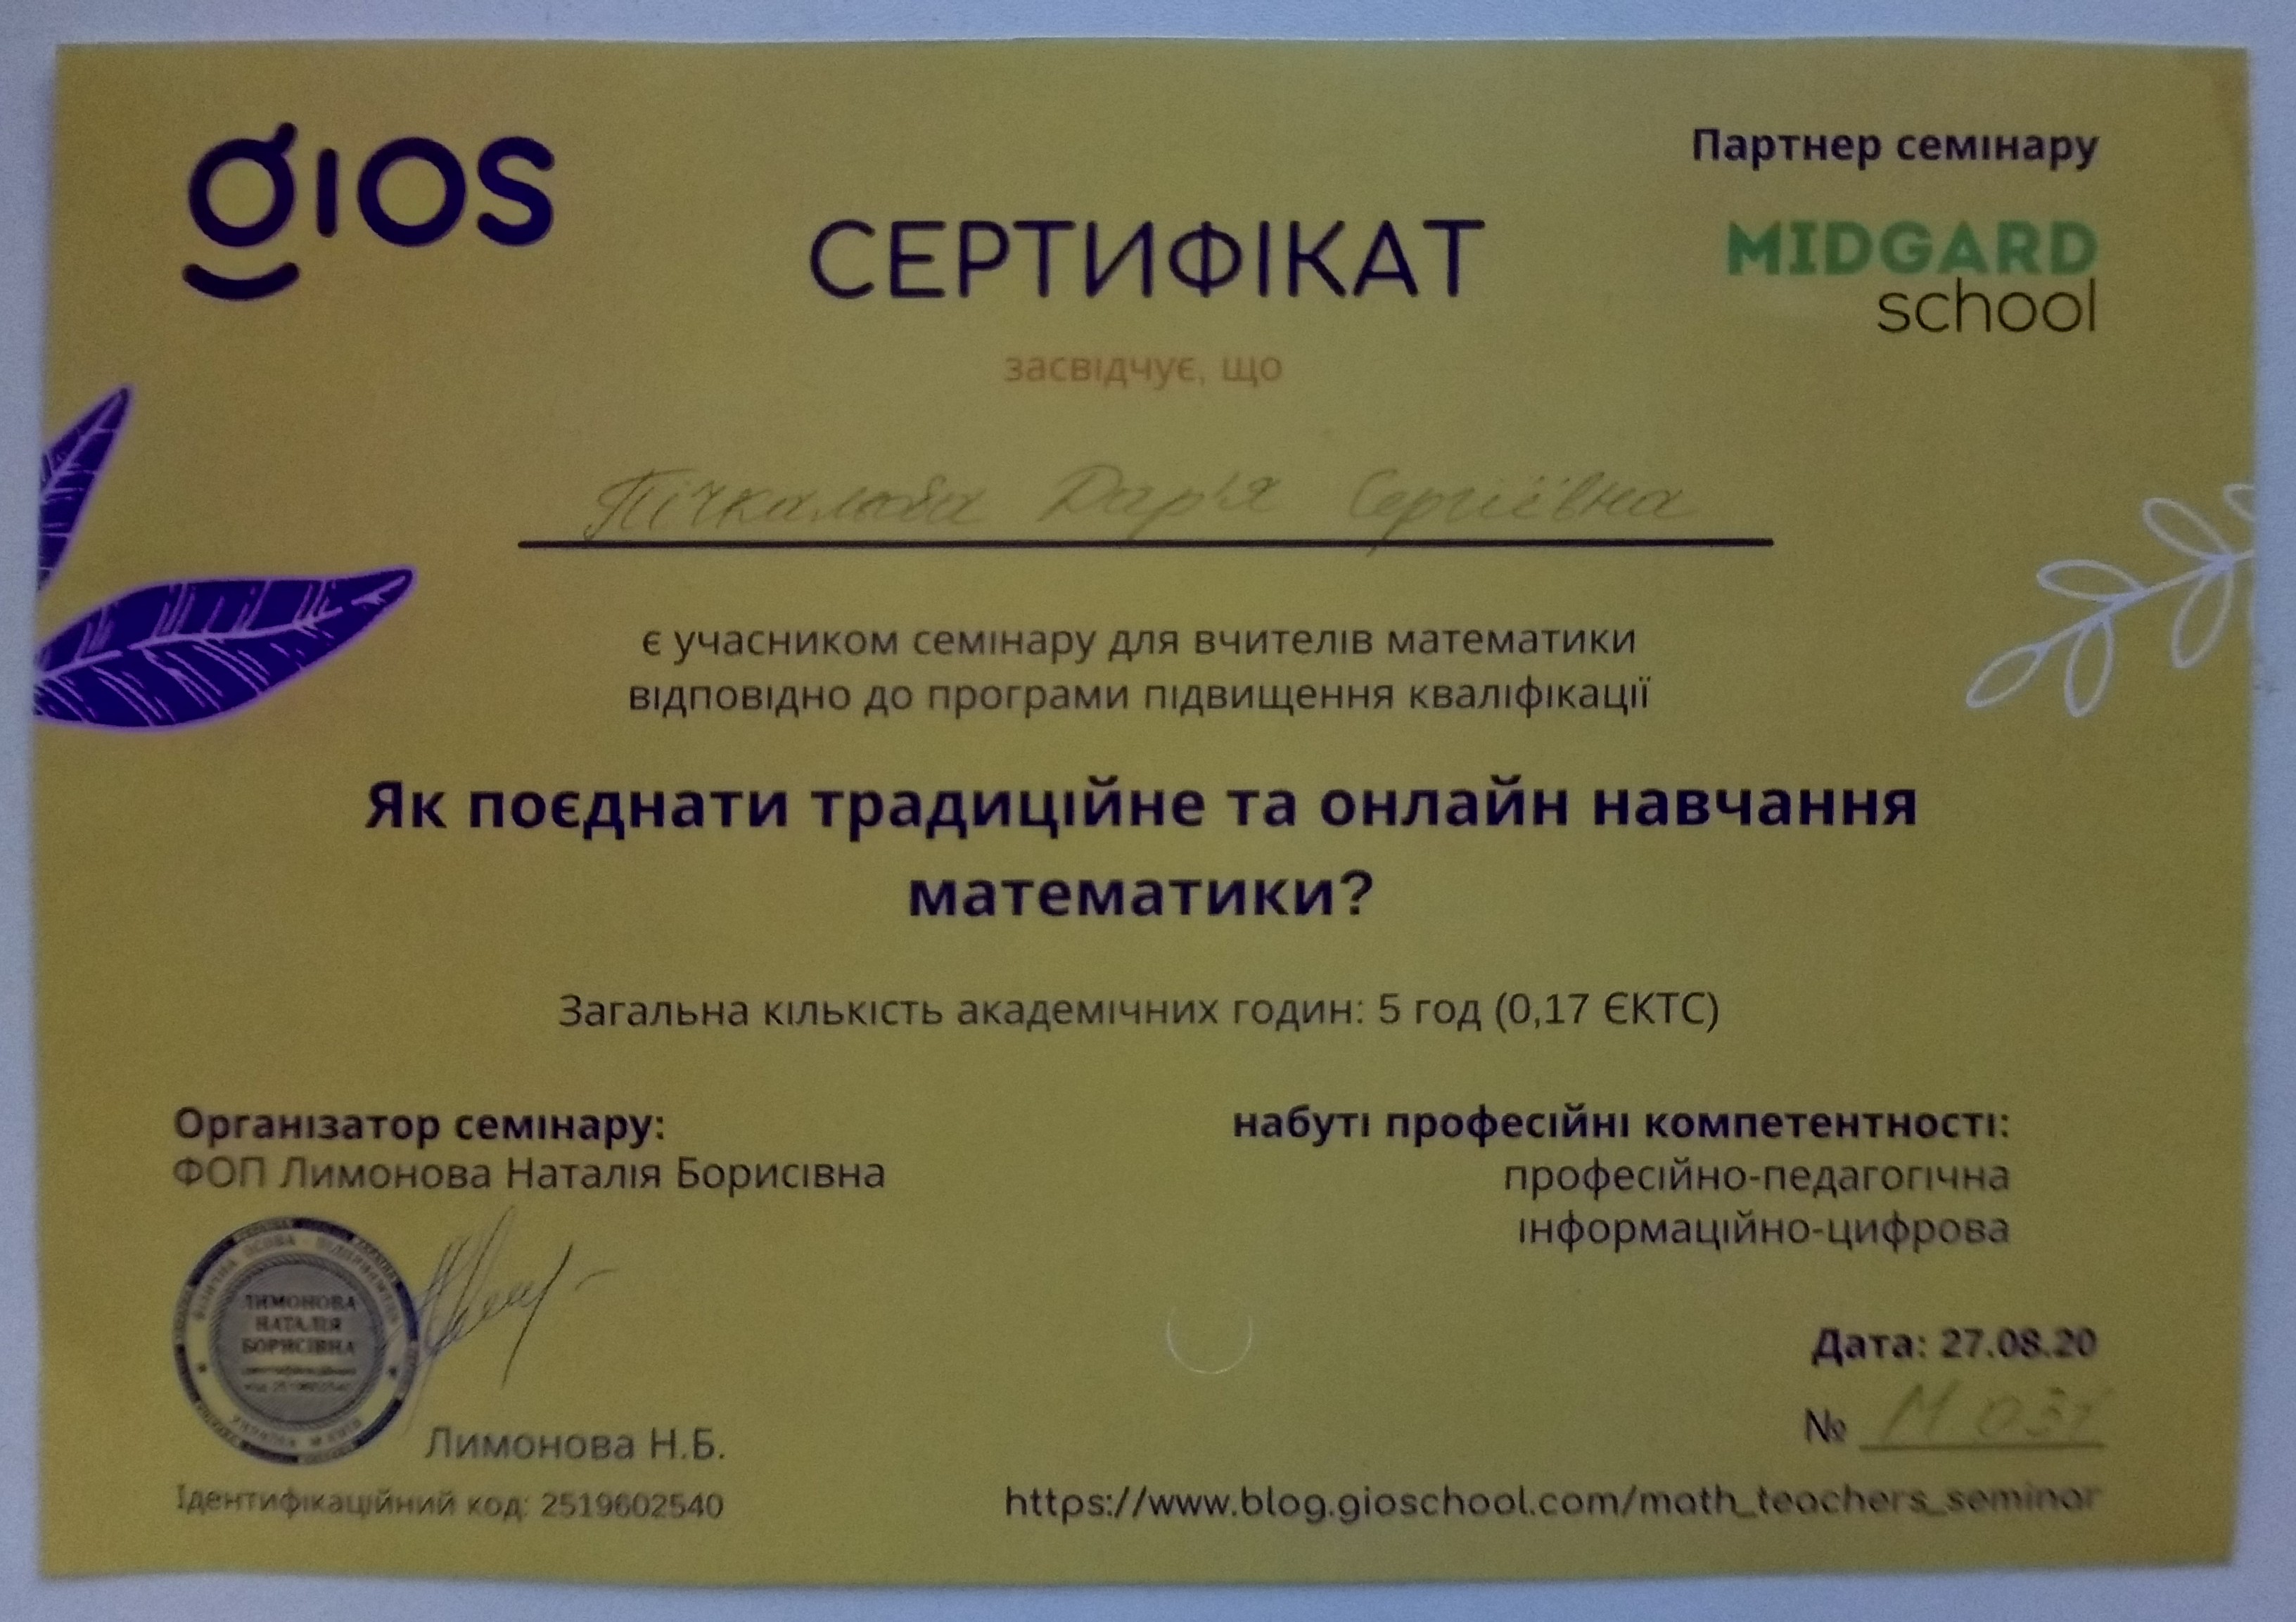 gios
Партнер семінару
MIDGARD
school
СЕРТИФІКАТ
засвідчує, що
Дар'я Сергіївна
є учасником семінару для вчителів математики
відповідно до програми підвищення кваліфікації
Як поєднати традиційне та онлайн навчання
математики?
Загальна кількість академічних годин: 5 год (0,17 ЄКТС)
Організатор семінару:
ФОП Лимонова Наталія Борисівна
набуті професійні компетентності:
професійно-педагогічна
інформаційно-цифрова
ЛИМОНОВА
НАТАЛІЯ
БОРИСІВНА
Лимонова Н.Б.
Ідентифікаційний код: 2519602540
Дата: 27.08.20
№ М 031
https://www.blog.gioschool.com/math_teachers_seminar